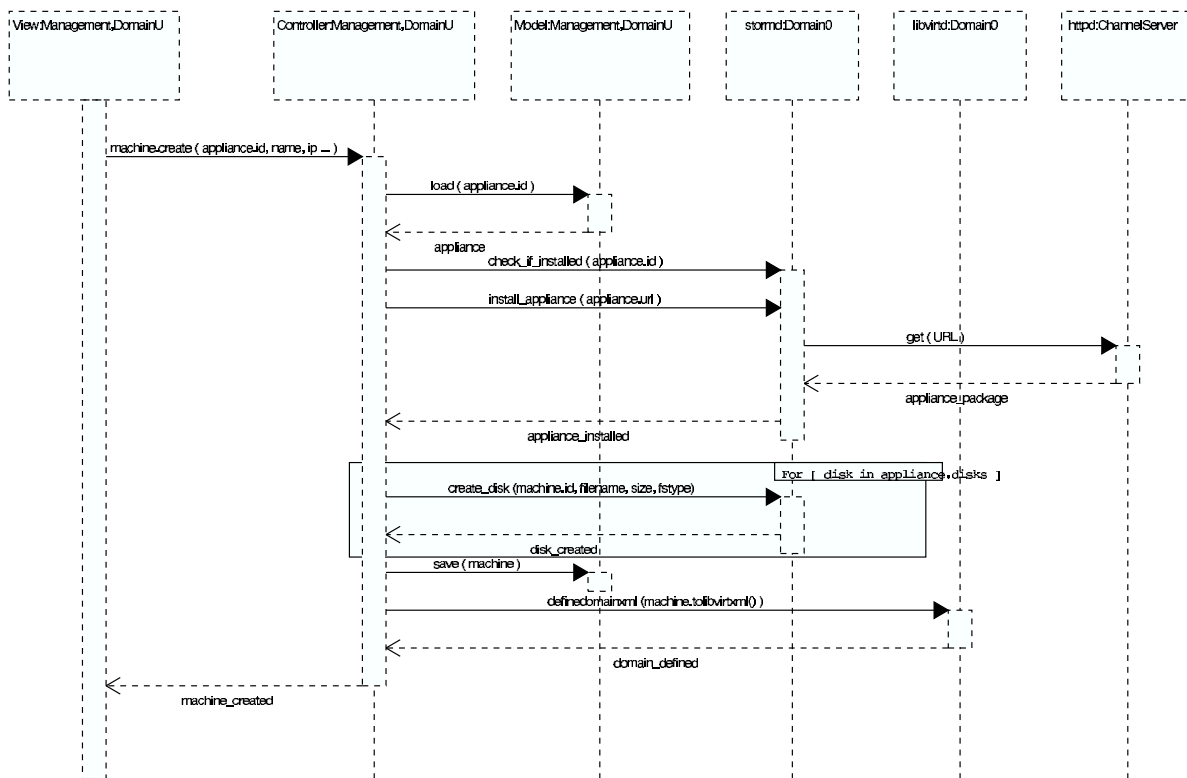 View:Management,DomainU
Controller:Management,DomainU
Model:Management,DomainU
stormd:Domain0
libvirtd:Domain0
httpd:ChannelServer
machine.create ( appliance.id, name, ip ... )
load ( appliance.id )
appliance
check_if_installed ( appliance.id )
install_appliance ( appliance.url )
get ( URL )
appliance_package
appliance_installed
For [ disk in appliance.disks ]
create_disk (machine.id, filename, size, fstype)
disk_created
save ( machine )
definedomainxml (machine.tolibvirtxml() )
domain_defined
machine_created